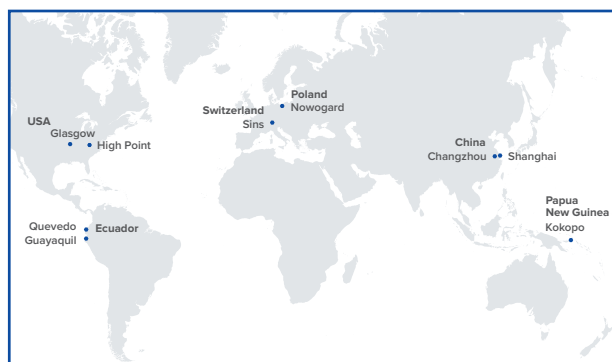 USA
Glasgow
High Point
Switzerland
Sins
Poland
Nowogard
China
Changzhou
Shanghai
Papua
New Guinea
Kokopo
Quevedo
Guayaquil
Ecuador